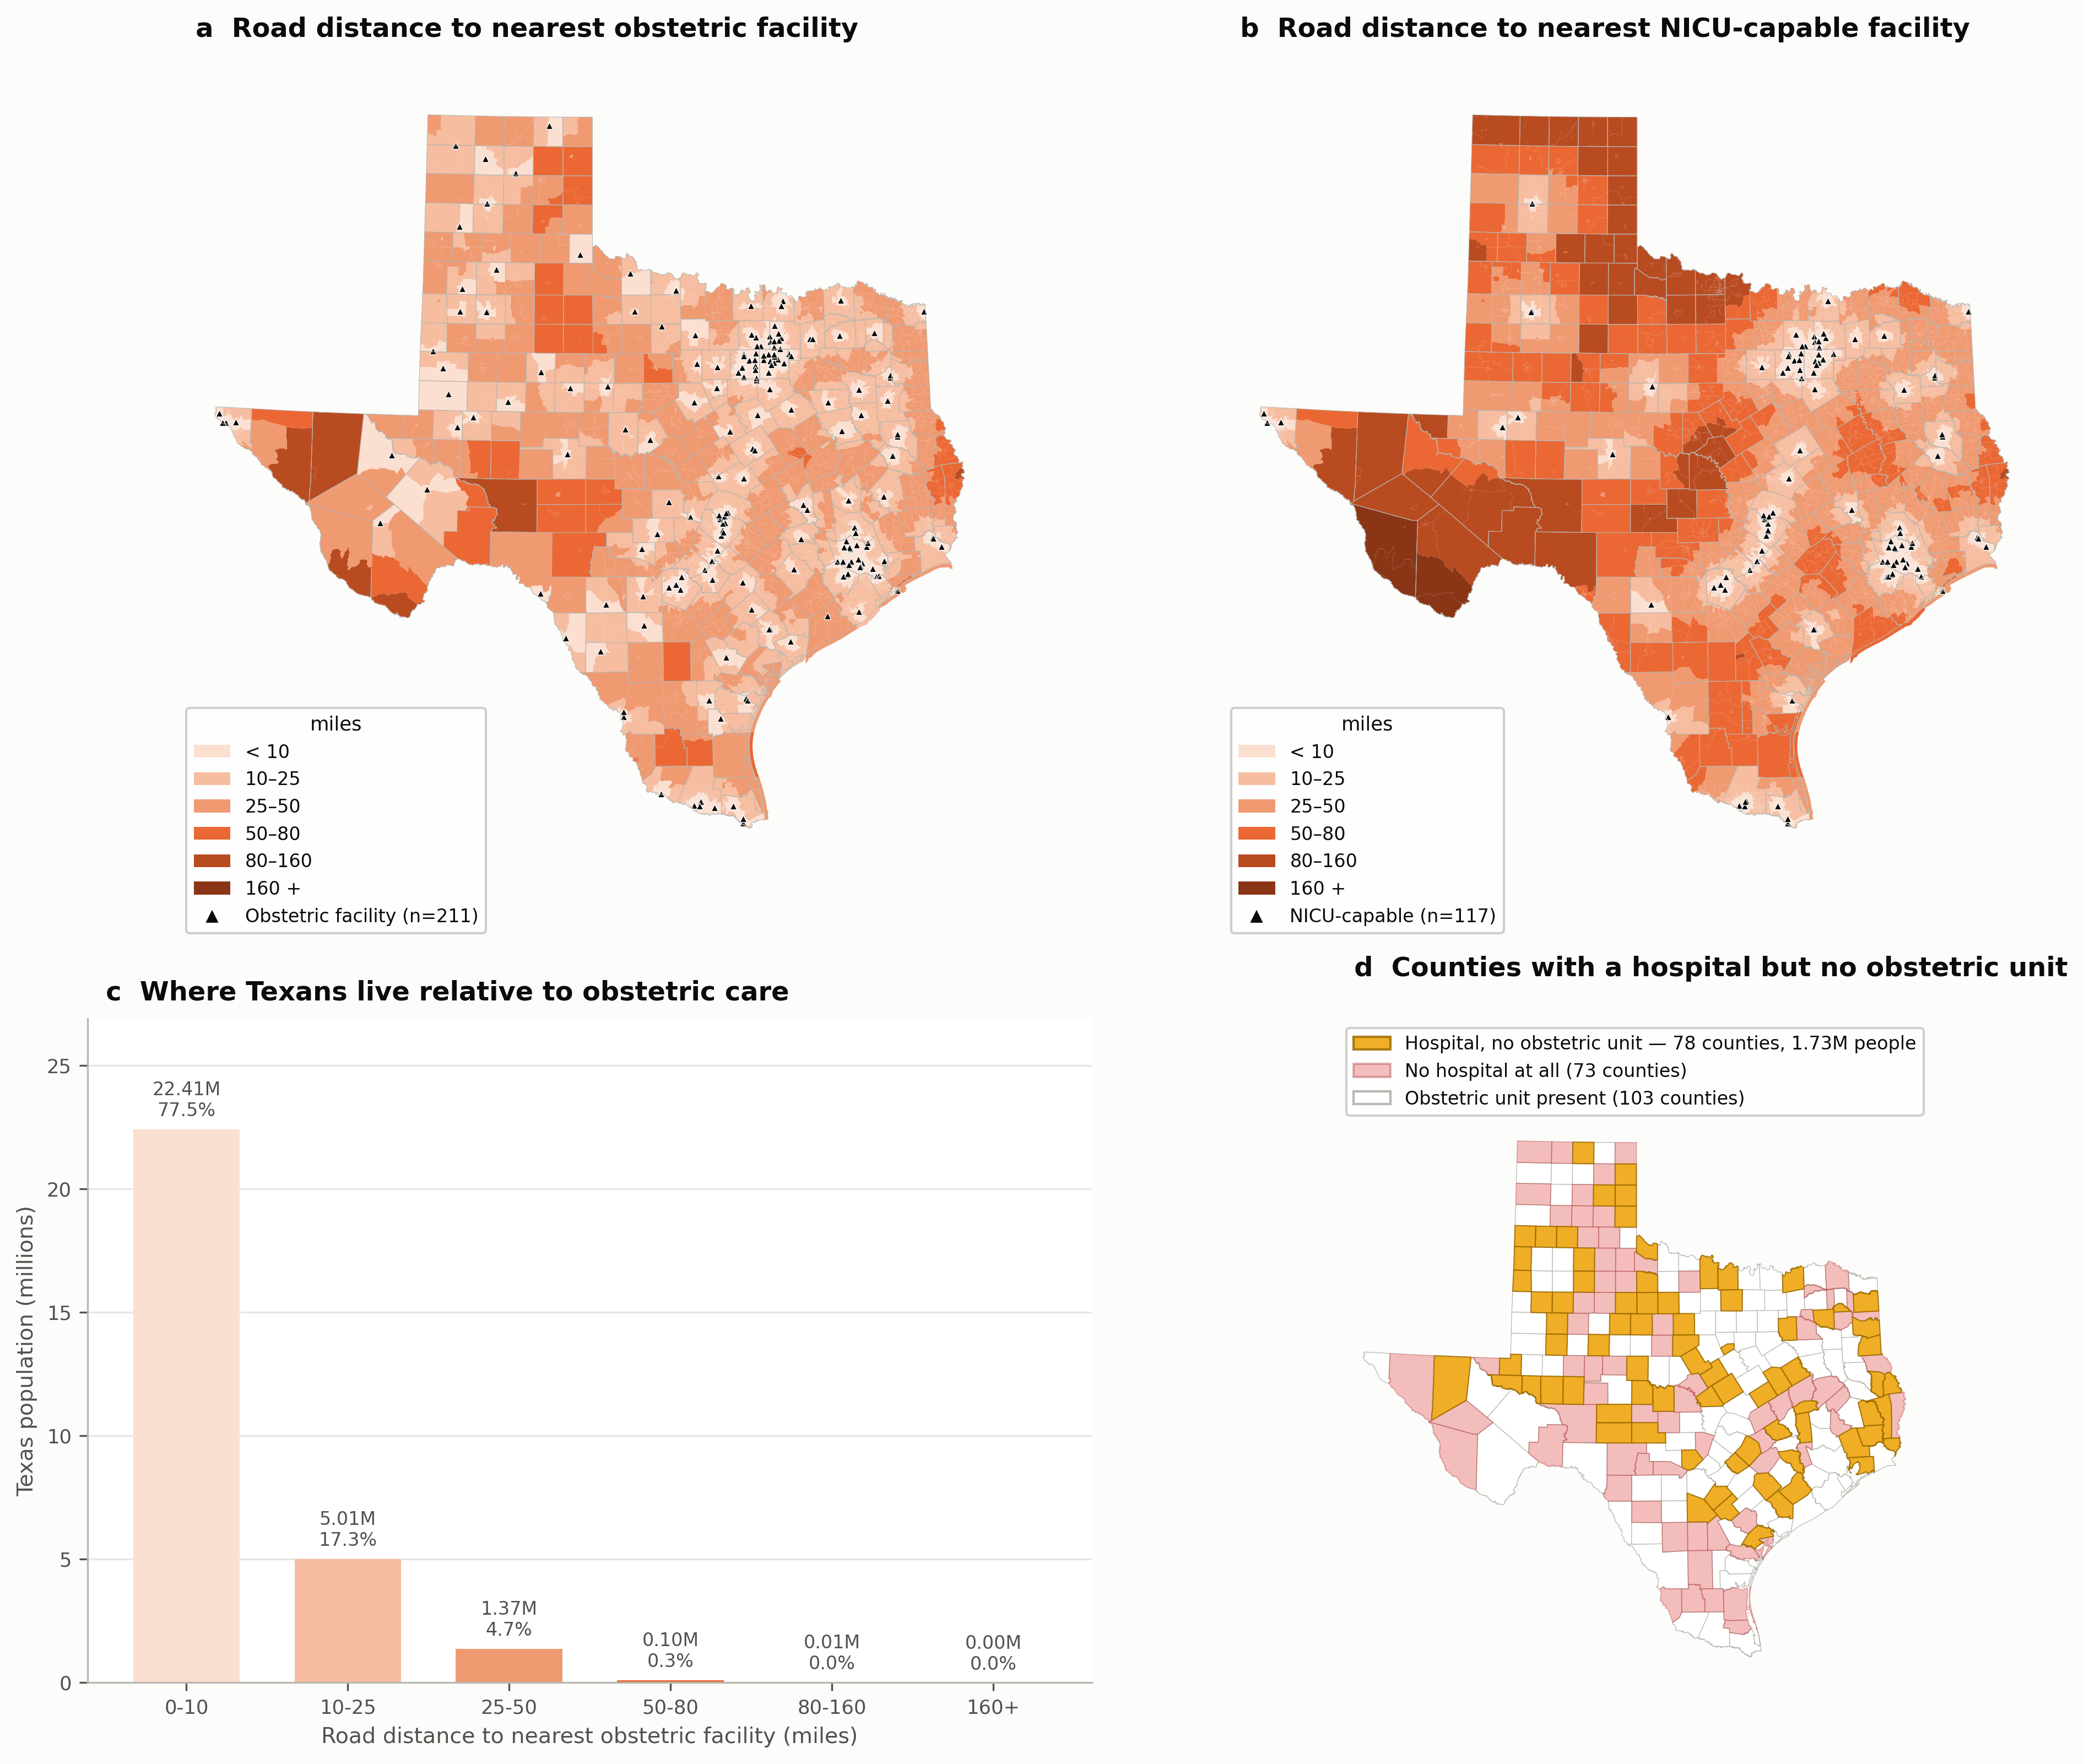 a  Road distance to nearest obstetric facility
b  Road distance to nearest NICU-capable facility
miles
< 10
10–25
25–50
50–80
80–160
160 +
Obstetric facility (n=211)
miles
< 10
10–25
25–50
50–80
80–160
160 +
NICU-capable (n=117)
c  Where Texans live relative to obstetric care
Texas population (millions)
25
20
15
10
5
0
22.41M
77.5%
5.01M
17.3%
1.37M
4.7%
0.10M
0.3%
0.01M
0.0%
0.00M
0.0%
0-10
10-25
25-50
50-80
80-160
160+
Road distance to nearest obstetric facility (miles)
d  Counties with a hospital but no obstetric unit
Hospital, no obstetric unit — 78 counties, 1.73M people
No hospital at all (73 counties)
Obstetric unit present (103 counties)